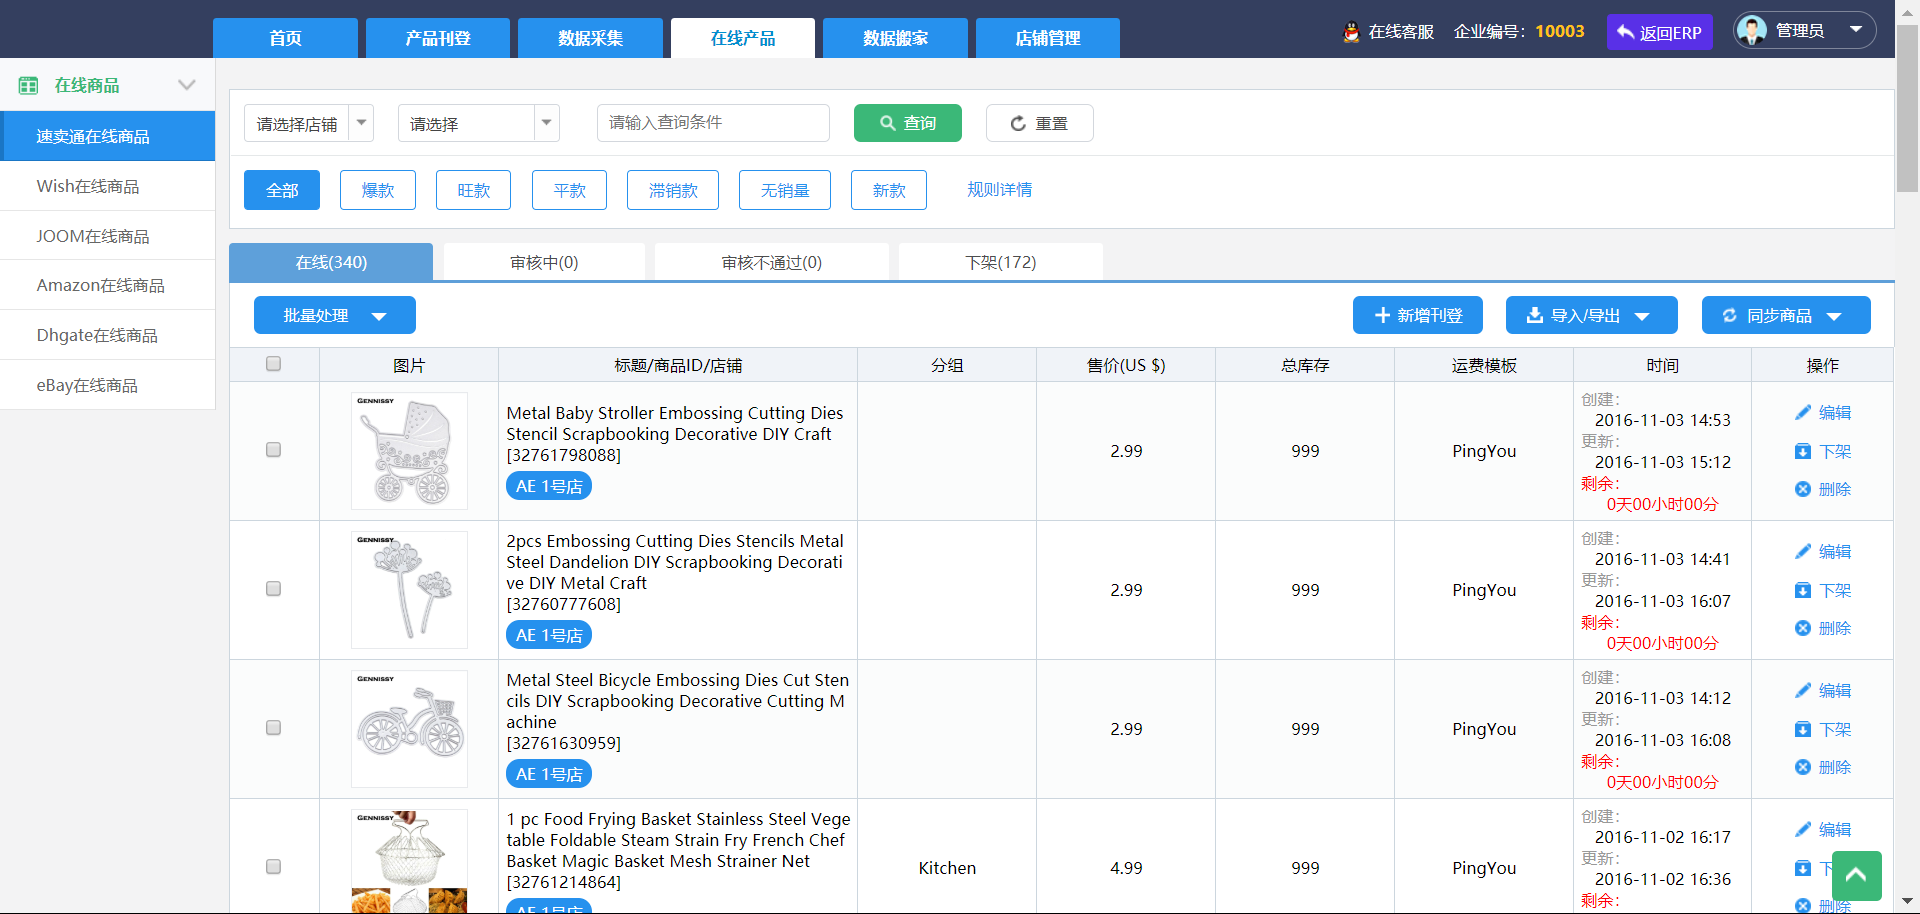 首页
产品刊登
数据采集
在线产品
数据搬家
店铺管理
在线客服
企业编号：10003
返回ERP
管理员
在线商品
速卖通在线商品
Wish在线商品
JOOM在线商品
Amazon在线商品
Dhgate在线商品
eBay在线商品
请选择店铺
请选择
请输入查询条件
查询
重置
全部
爆款
旺款
平款
滞销款
无销量
新款
规则详情
在线(340)
审核中(0)
审核不通过(0)
下架(172)
批量处理
新增刊登
导入/导出
同步商品
图片
标题/商品ID/店铺
分组
售价(US $)
总库存
运费模板
时间
操作
GENNISSY
Metal Baby Stroller Embossing Cutting Dies
Stencil Scrapbooking Decorative DIY Craft
[32761798088]
AE 1号店
2.99
999
PingYou
创建：
2016-11-03 14:53
更新：
2016-11-03 15:12
剩余：
0天00小时00分
编辑
下架
删除
GENNISSY
2pcs Embossing Cutting Dies Stencils Metal
Steel Dandelion DIY Scrapbooking Decorati
ve DIY Metal Craft
[32760777608]
AE 1号店
2.99
999
PingYou
创建：
2016-11-03 14:41
更新：
2016-11-03 16:07
剩余：
0天00小时00分
编辑
下架
删除
GENNISSY
Metal Steel Bicycle Embossing Dies Cut Sten
cils DIY Scrapbooking Decorative Cutting M
achine
[32761630959]
AE 1号店
2.99
999
PingYou
创建：
2016-11-03 14:12
更新：
2016-11-03 16:08
剩余：
0天00小时00分
编辑
下架
删除
GENNISSY
1 pc Food Frying Basket Stainless Steel Vege
table Foldable Steam Strain Fry French Chef
Basket Magic Basket Mesh Strainer Net
[32761214864]
AE 1号店
Kitchen
4.99
999
PingYou
创建：
2016-11-02 16:17
更新：
2016-11-02 16:36
剩余：
编辑
下
删除